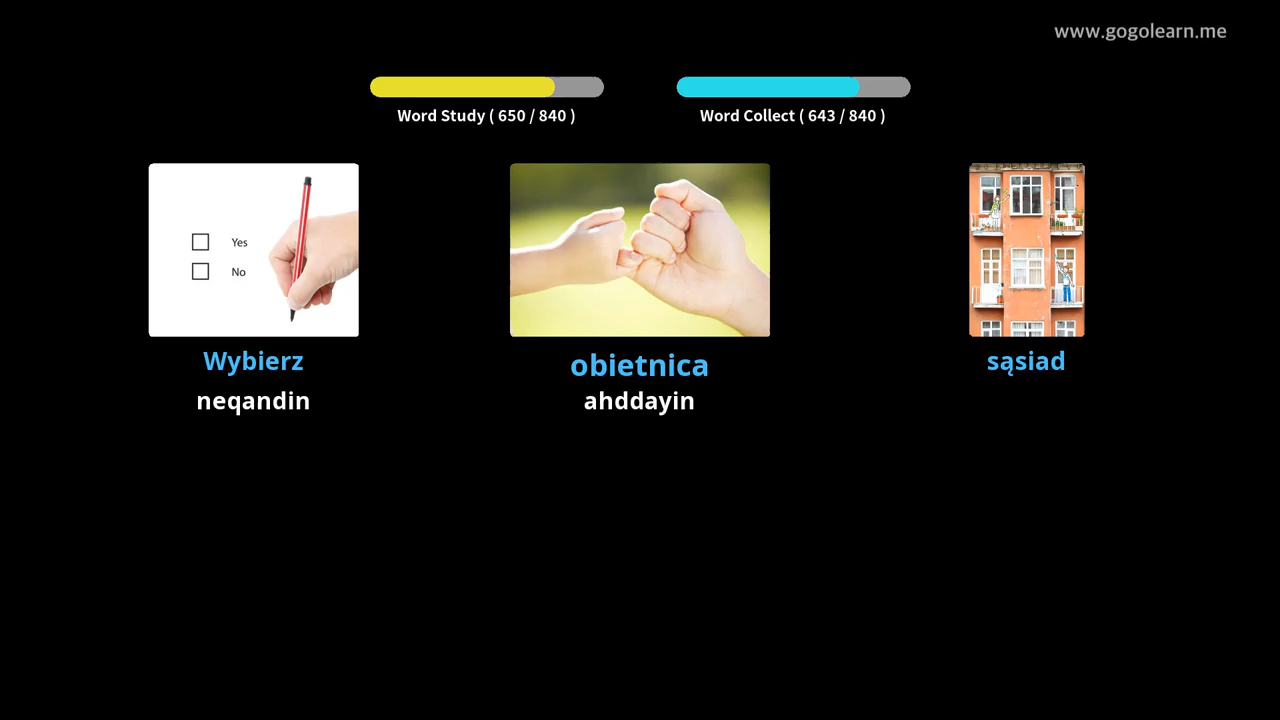 www.gogolearn.me
Word Study ( 650 / 840 )
Word Collect ( 643 / 840 )
Yes
No
Wybierz
neqandin
obietnica
ahddayin
sąsiad